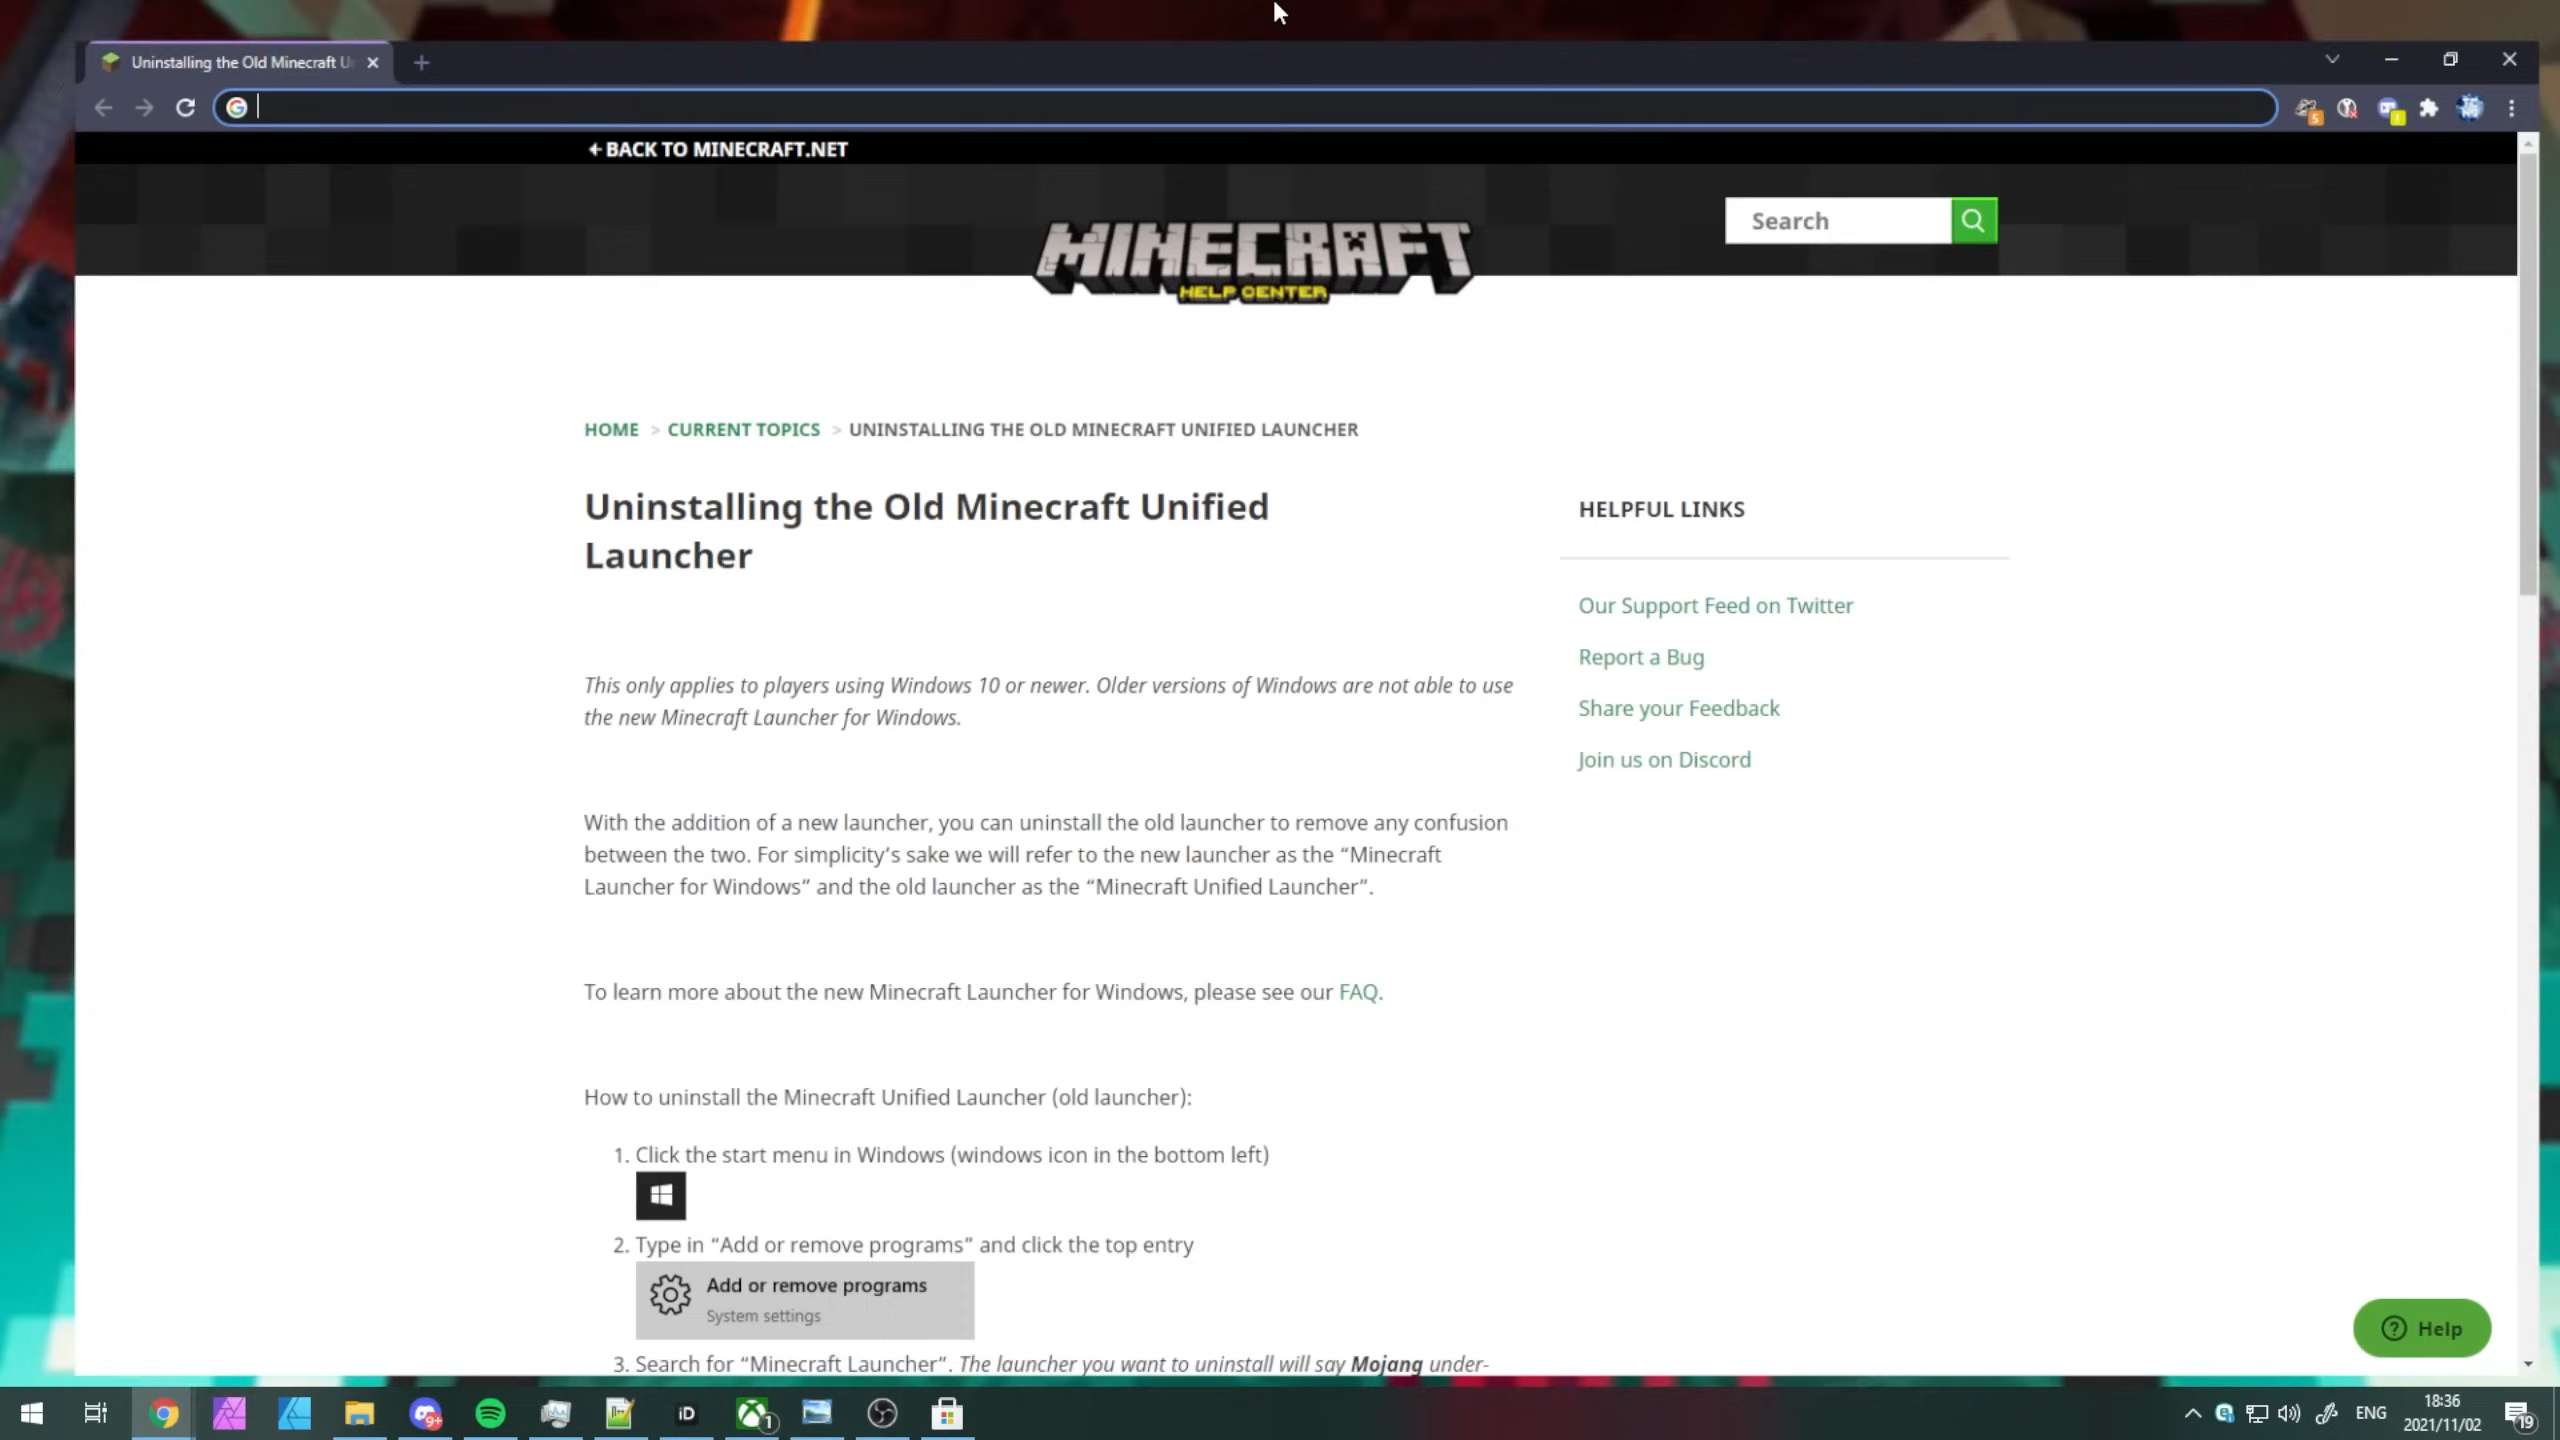 Uninstalling the Old Minecraft U
BACK TO MINECRAFT.NET
Search
MINECRAFT
HELP CENTER
HOME > CURRENT TOPICS > UNINSTALLING THE OLD MINECRAFT UNIFIED LAUNCHER
Uninstalling the Old Minecraft Unified
Launcher
HELPFUL LINKS
Our Support Feed on Twitter
Report a Bug
Share your Feedback
Join us on Discord
This only applies to players using Windows 10 or newer. Older versions of Windows are not able to use
the new Minecraft Launcher for Windows.
With the addition of a new launcher, you can uninstall the old launcher to remove any confusion
between the two. For simplicity’s sake we will refer to the new launcher as the “Minecraft
Launcher for Windows” and the old launcher as the “Minecraft Unified Launcher”.
To learn more about the new Minecraft Launcher for Windows, please see our FAQ.
How to uninstall the Minecraft Unified Launcher (old launcher):
1. Click the start menu in Windows (windows icon in the bottom left)
2. Type in “Add or remove programs” and click the top entry
Add or remove programs
System settings
3. Search for “Minecraft Launcher”. The launcher you want to uninstall will say Mojang under-
Help
9+
iD
1
ENG
18:36
2021/11/02
19
5